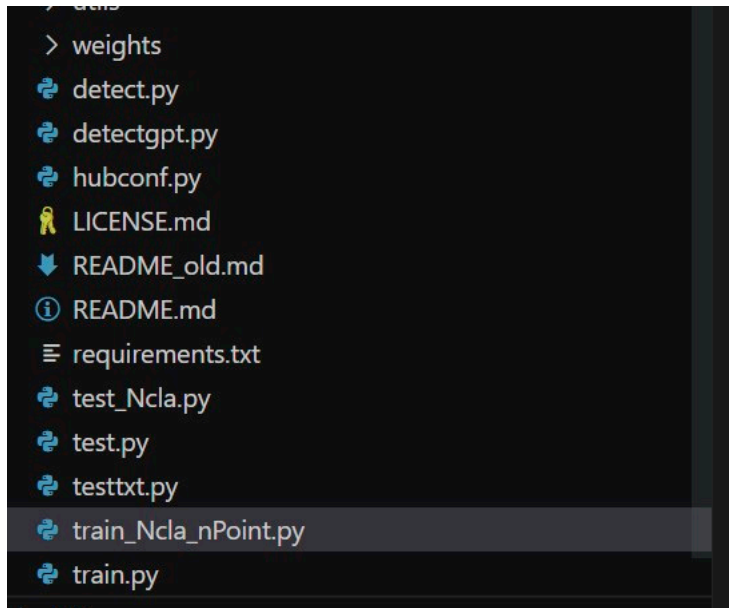 utils
weights
detect.py
detectgpt.py
hubconf.py
LICENSE.md
README_old.md
README.md
requirements.txt
test_Ncla.py
test.py
testtxt.py
train_Ncla_nPoint.py
train.py